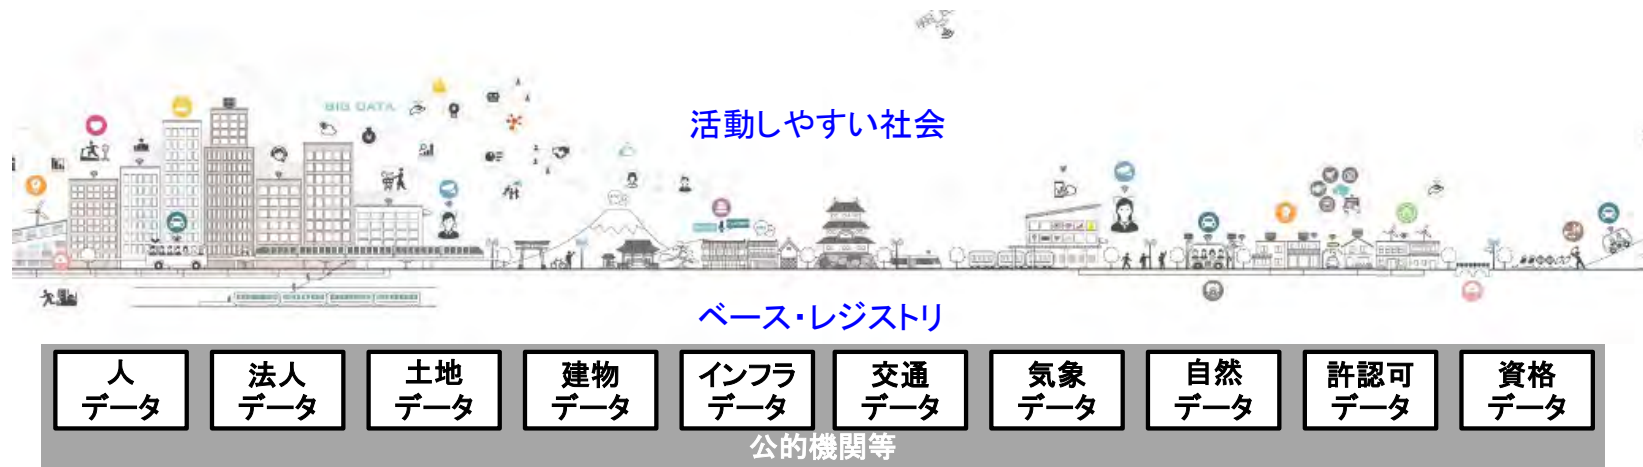 BIG DATA
活動しやすい社会
ベース・レジストリ
人
データ
法人
データ
土地
データ
建物
データ
インフラ
データ
交通
データ
気象
データ
自然
データ
許認可
データ
資格
データ
公的機関等